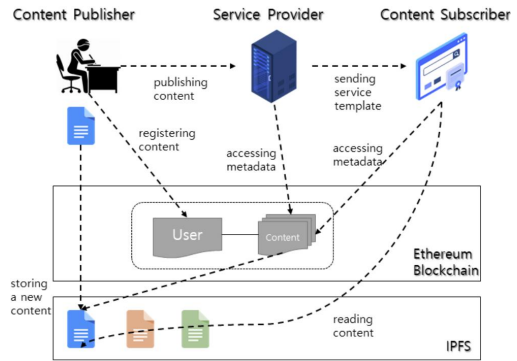 Content Publisher
Service Provider
Content Subscriber
publishing
content
sending
service
template
registering
content
accessing
metadata
accessing
metadata
User
Content
Ethereum
Blockchain
storing
a new
content
reading
content
IPFS